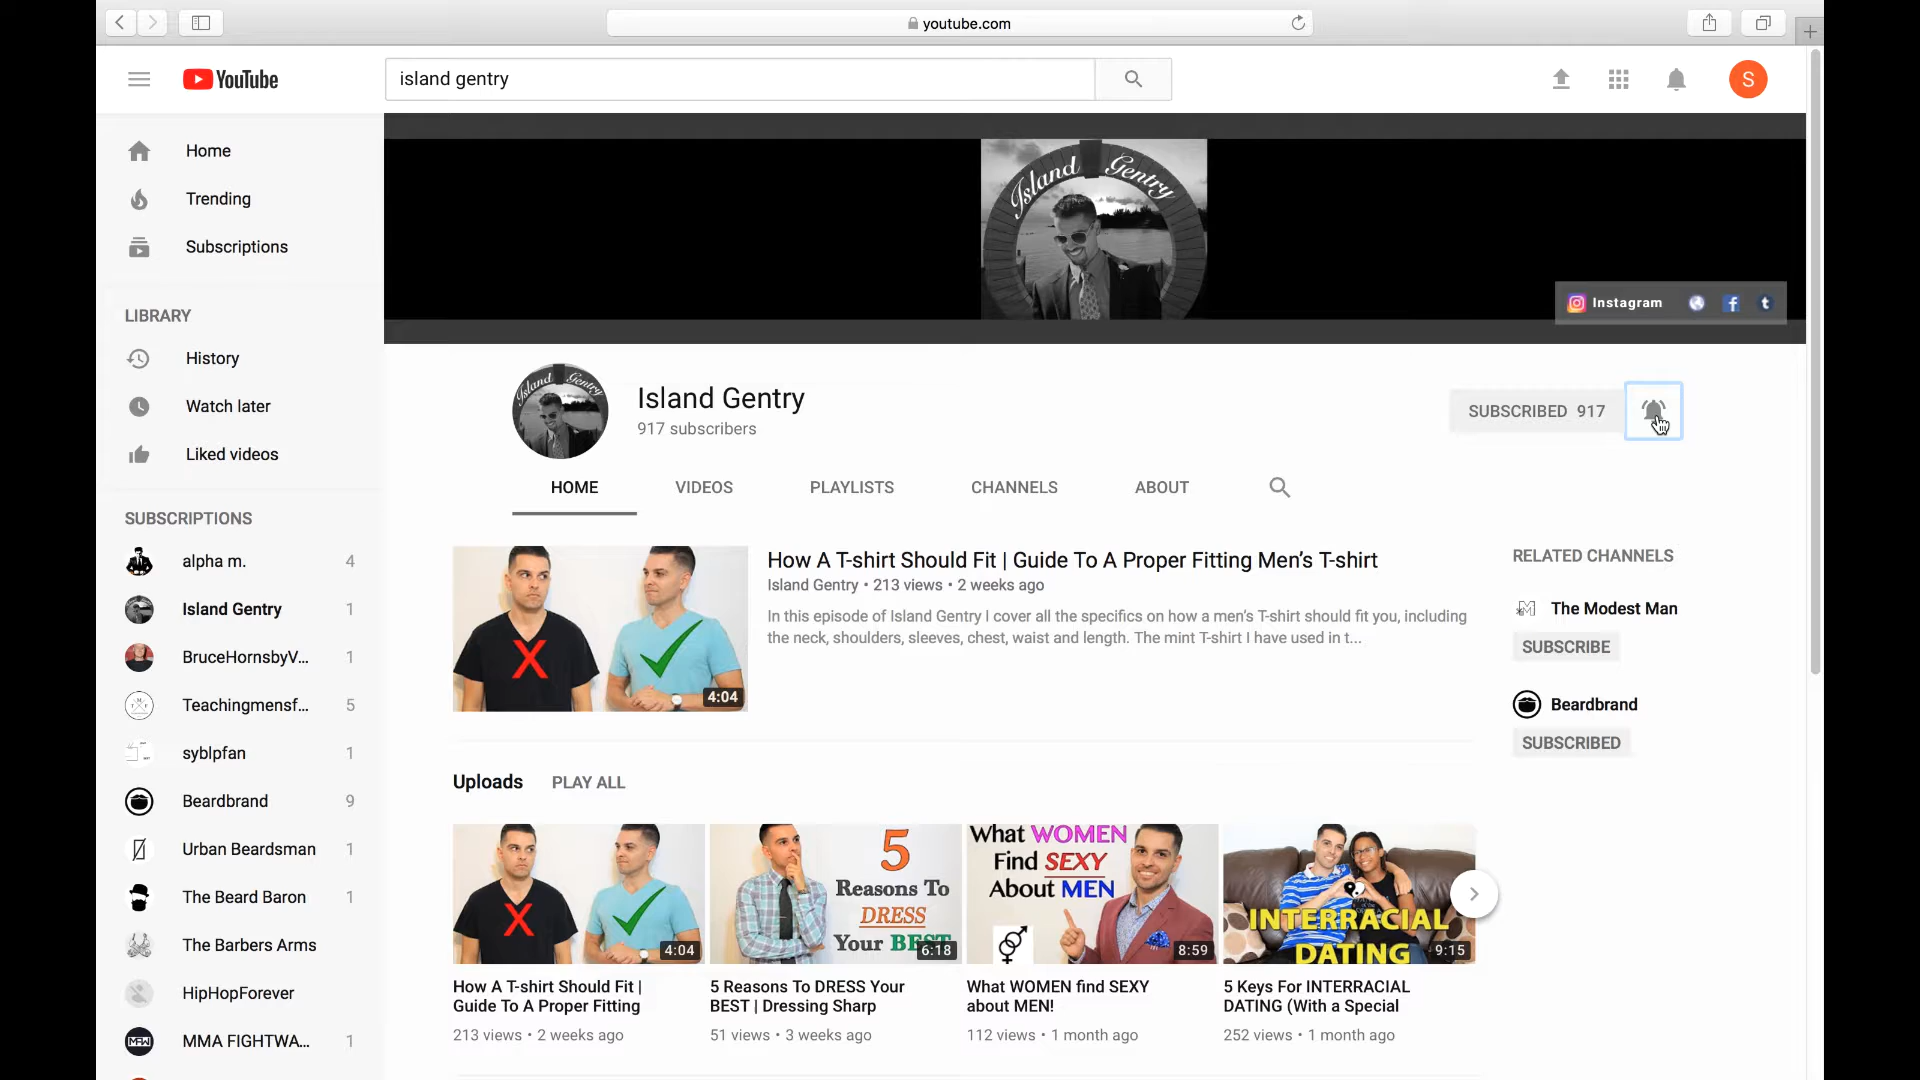 youtube.com
YouTube
island gentry
S
Home
Trending
Subscriptions
LIBRARY
History
Watch later
Liked videos
SUBSCRIPTIONS
alpha m. 4
Island Gentry 1
BruceHornsbyV... 1
Teachingmensf... 5
syblpfan 1
Beardbrand 9
Urban Beardsman 1
The Beard Baron 1
The Barbers Arms
HipHopForever
MMA FIGHTWA... 1
Island Gentry
Instagram
Island Gentry
Island Gentry
917 subscribers
SUBSCRIBED 917
HOME
VIDEOS
PLAYLISTS
CHANNELS
ABOUT
X
4:04
How A T-shirt Should Fit | Guide To A Proper Fitting Men’s T-shirt
Island Gentry • 213 views • 2 weeks ago
In this episode of Island Gentry I cover all the specifics on how a men’s T-shirt should fit you, including
the neck, shoulders, sleeves, chest, waist and length. The mint T-shirt I have used in t...
RELATED CHANNELS
The Modest Man
SUBSCRIBE
Beardbrand
SUBSCRIBED
Uploads PLAY ALL
X
4:04
How A T-shirt Should Fit |
Guide To A Proper Fitting
213 views • 2 weeks ago
5
Reasons To
DRESS
Your BEST
6:18
5 Reasons To DRESS Your
BEST | Dressing Sharp
51 views • 3 weeks ago
What WOMEN
Find SEXY
About MEN
8:59
What WOMEN find SEXY
about MEN!
112 views • 1 month ago
INTERRACIAL
DATING
9:15
5 Keys For INTERRACIAL
DATING (With a Special
252 views • 1 month ago